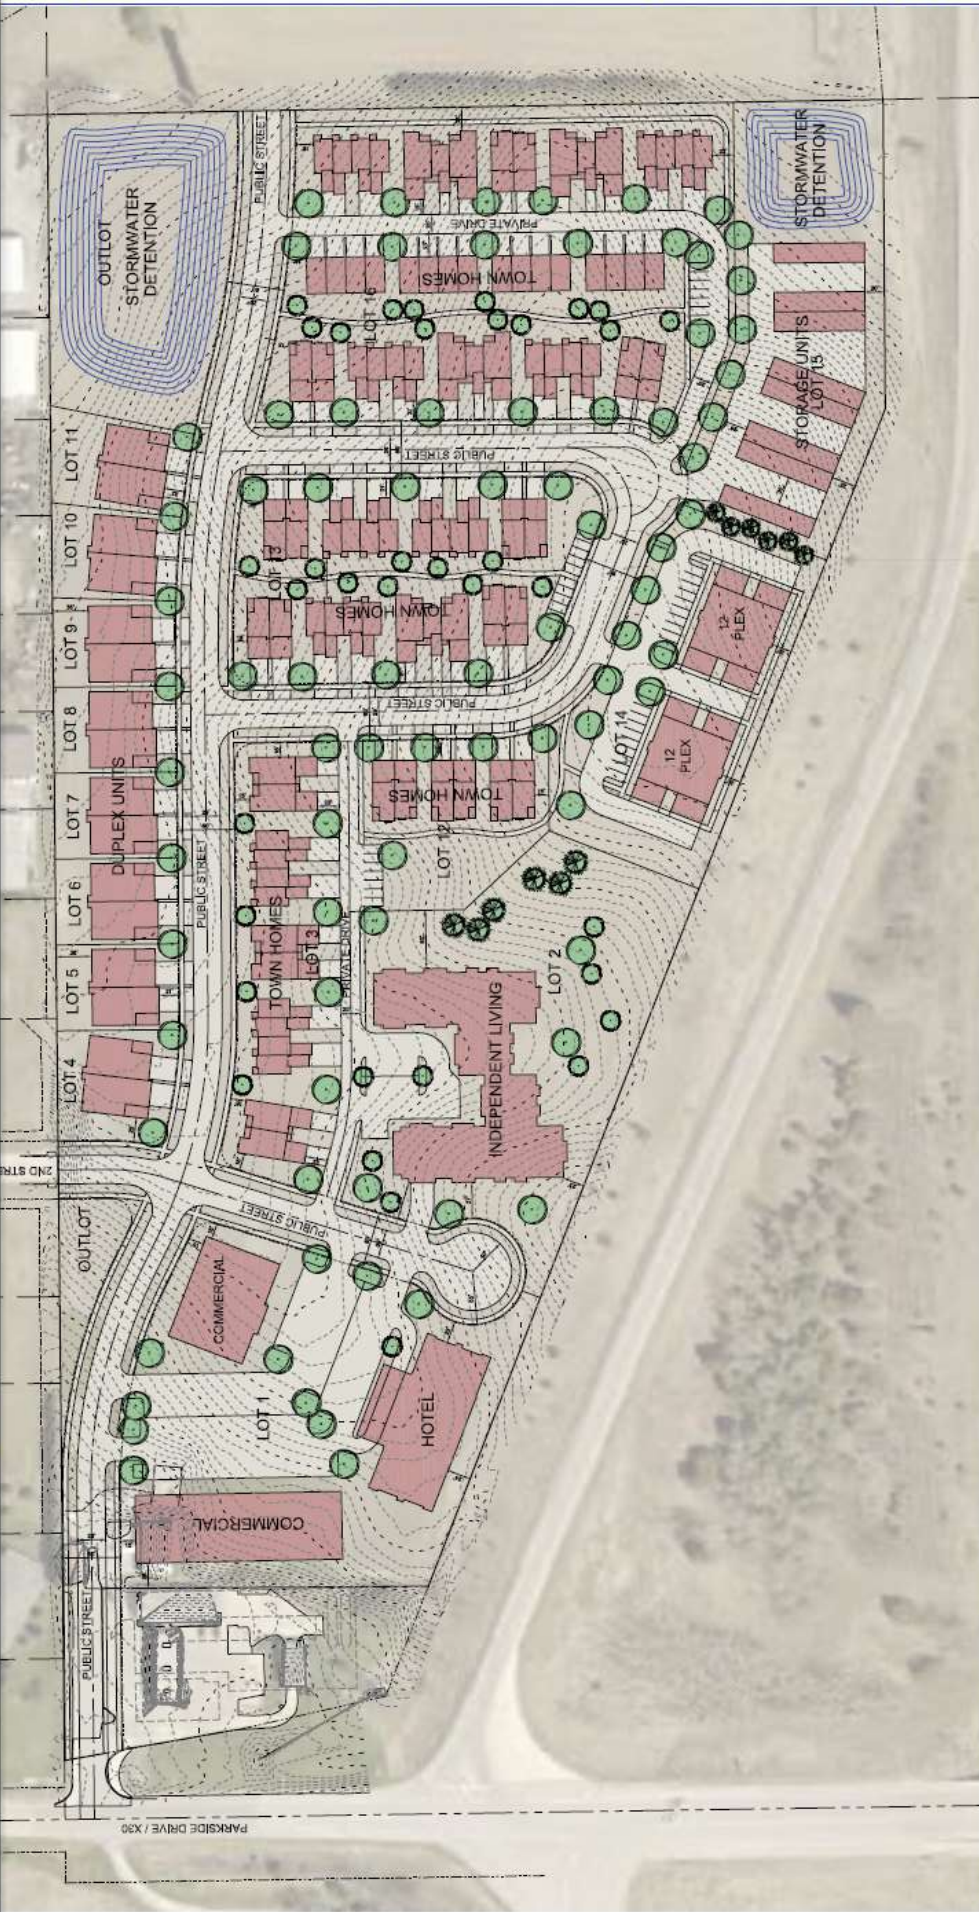 PUBLIC STREET
OUTLOT
STORMWATER
DETENTION
STORMWATER
DETENTION
PRIVATE DRIVE
TOWN HOMES
LOT 16
STORAGE UNITS
LOT 15
LOT 11
PUBLIC STREET
LOT 10
LOT 13
TOWN HOMES
12
PLEX
LOT 9
PUBLIC STREET
LOT 8
LOT 14
12
PLEX
DUPLEX UNITS
TOWN HOMES
LOT 7
LOT 12
PUBLIC STREET
LOT 6
TOWN HOMES
LOT 3
PRIVATE DRIVE
LOT 2
LOT 5
INDEPENDENT LIVING
LOT 4
2ND STRE
OUTLOT
PUBLIC STREET
COMMERCIAL
LOT 1
HOTEL
COMMERCIAL
PUBLIC STREET
PARKSIDE DRIVE / X30